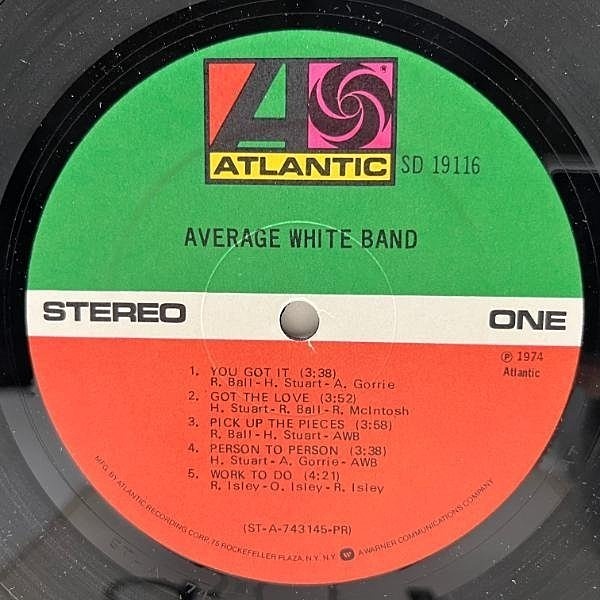 ATLANTIC
SD 19116
AVERAGE WHITE BAND
STEREO
ONE
℗ 1974
Atlantic
1. YOU GOT IT (3:38)
R. Ball-H. Stuart-A. Gorrie
2. GOT THE LOVE (3:52)
H. Stuart-R. Ball-R. McIntosh
3. PICK UP THE PIECES (3:58)
R. Ball-H. Stuart-AWB
4. PERSON TO PERSON (3:38)
H. Stuart-A. Gorrie-AWB
5. WORK TO DO (4:21)
R. Isley-O. Isley-R. Isley
(ST-A-743145-PR)
MFG. BY ATLANTIC RECORDING CORP., 75 ROCKEFELLER PLAZA, N.Y. N.Y. W A WARNER COMMUNICATIONS COMPANY